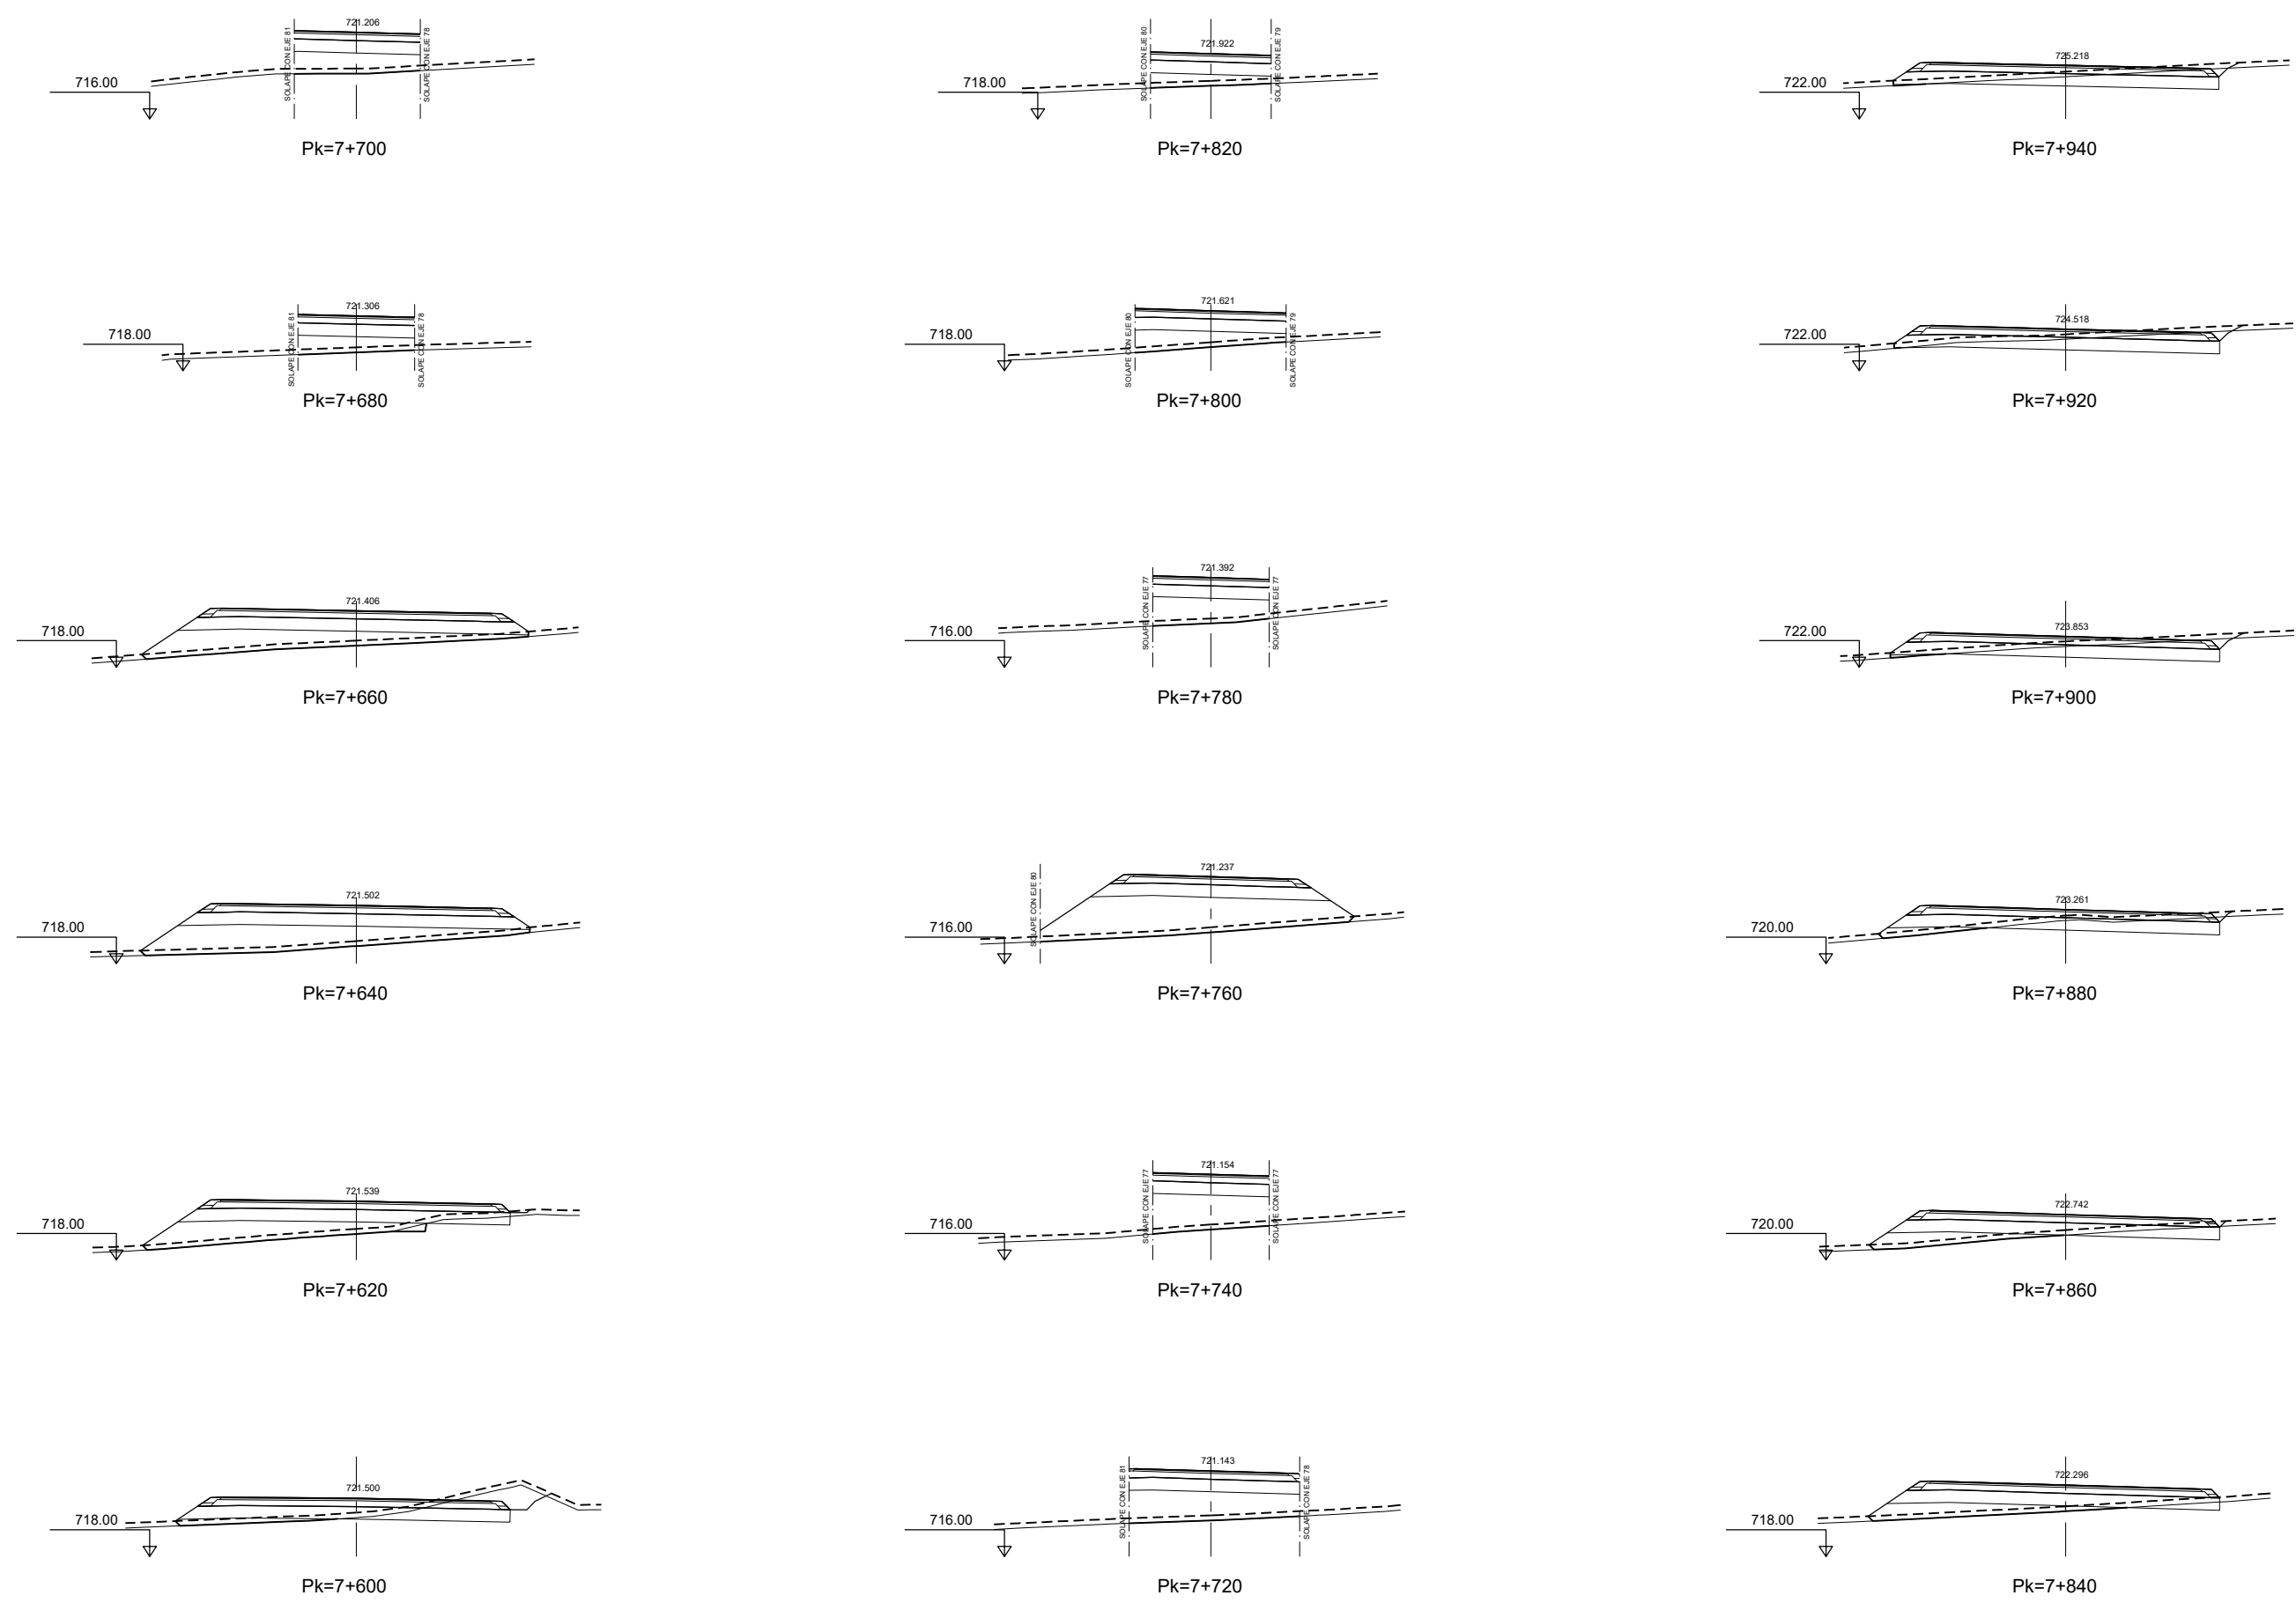 721.206
SOLAPE CON EJE 81
SOLAPE CON EJE 78
716.00
Pk=7+700
721.922
SOLAPE CON EJE 80
SOLAPE CON EJE 79
718.00
Pk=7+820
725.218
722.00
Pk=7+940
721.306
SOLAPE CON EJE 81
SOLAPE CON EJE 78
718.00
Pk=7+680
721.621
SOLAPE CON EJE 80
SOLAPE CON EJE 79
718.00
Pk=7+800
724.518
722.00
Pk=7+920
721.406
718.00
Pk=7+660
721.392
SOLAPE CON EJE 77
SOLAPE CON EJE 77
716.00
Pk=7+780
723.853
722.00
Pk=7+900
721.502
718.00
Pk=7+640
721.237
SOLAPE CON EJE 80
716.00
Pk=7+760
723.261
720.00
Pk=7+880
721.539
718.00
Pk=7+620
721.154
SOLAPE CON EJE 77
SOLAPE CON EJE 77
716.00
Pk=7+740
722.742
720.00
Pk=7+860
721.500
718.00
Pk=7+600
721.143
SOLAPE CON EJE 81
SOLAPE CON EJE 78
716.00
Pk=7+720
722.296
718.00
Pk=7+840